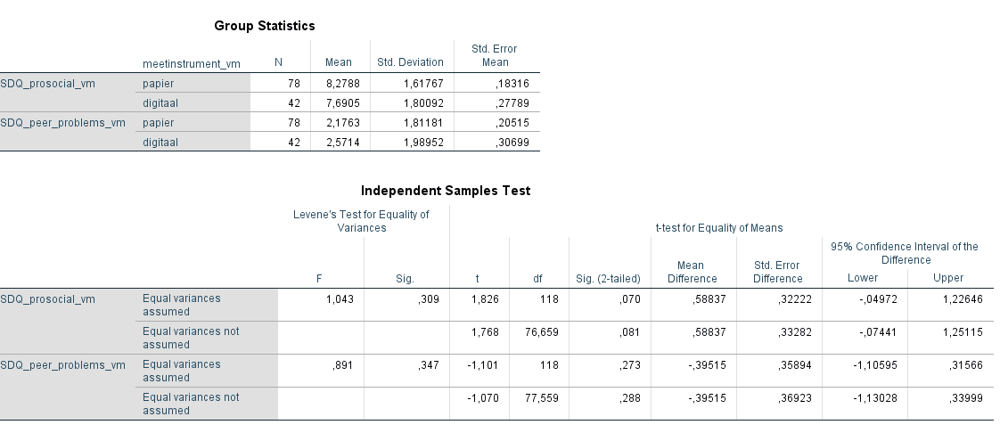 Group Statistics
meetinstrument_vm N Mean Std. Deviation Std. Error Mean
SDQ_prosocial_vm papier 78 8,2788 1,61767 ,18316
digitaal 42 7,6905 1,80092 ,27789
SDQ_peer_problems_vm papier 78 2,1763 1,81181 ,20515
digitaal 42 2,5714 1,98952 ,30699
Independent Samples Test
Levene's Test for Equality of Variances t-test for Equality of Means
95% Confidence Interval of the Difference
F Sig. t df Sig. (2-tailed) Mean Difference Std. Error Difference Lower Upper
SDQ_prosocial_vm Equal variances assumed 1,043 ,309 1,826 118 ,070 ,58837 ,32222 -,04972 1,22646
Equal variances not assumed 1,768 76,659 ,081 ,58837 ,33282 -,07441 1,25115
SDQ_peer_problems_vm Equal variances assumed ,891 ,347 -1,101 118 ,273 -,39515 ,35894 -1,10595 ,31566
Equal variances not assumed -1,070 77,559 ,288 -,39515 ,36923 -1,13028 ,33999